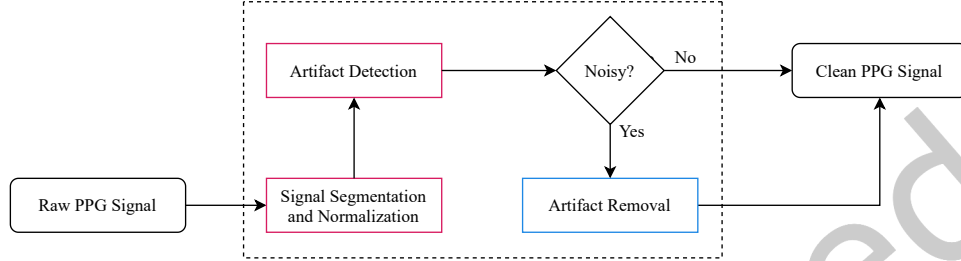 Artifact Detection
Noisy?
No
Clean PPG Signal
Yes
Raw PPG Signal
Signal Segmentation
and Normalization
Artifact Removal